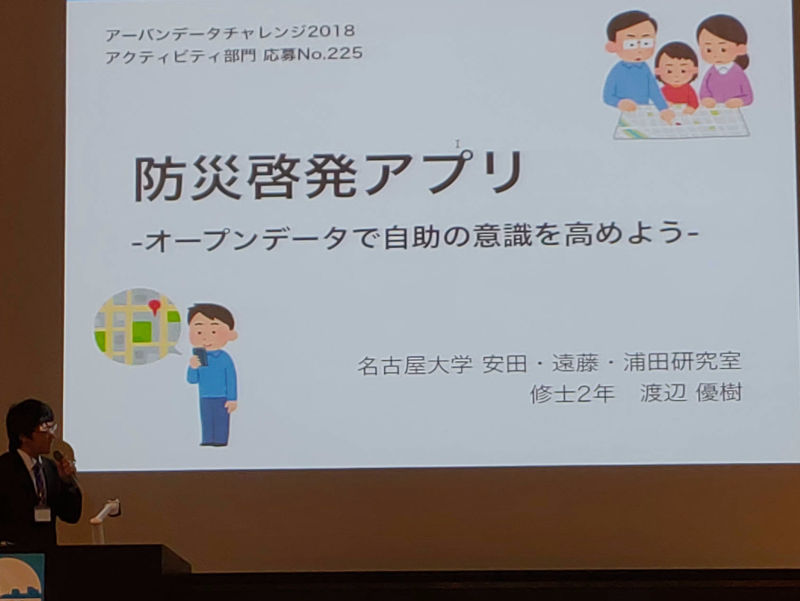 アーバンデータチャレンジ2018
アクティビティ部門 応募No.225
防災啓発アプリ
-オープンデータで自助の意識を高めよう-
名古屋大学 安田・遠藤・浦田研究室
修士2年　渡辺 優樹